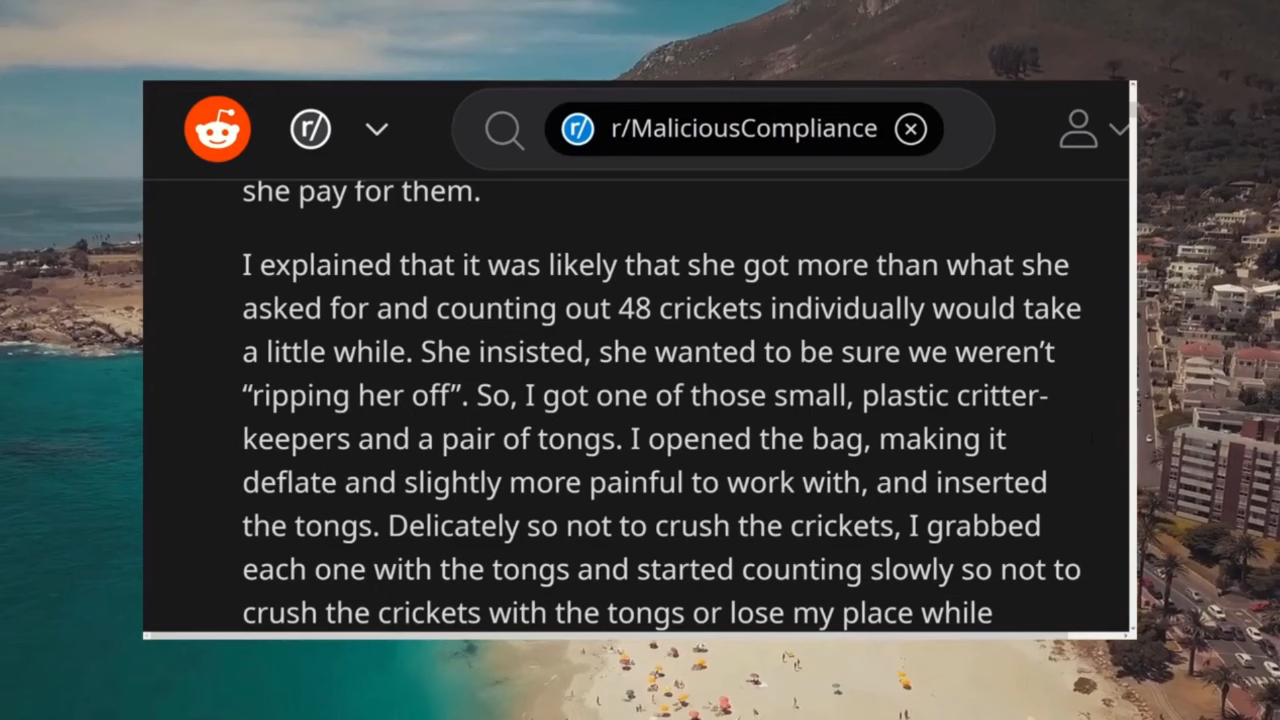 r/
r/
r/MaliciousCompliance
she pay for them.
I explained that it was likely that she got more than what she
asked for and counting out 48 crickets individually would take
a little while. She insisted, she wanted to be sure we weren’t
“ripping her off”. So, I got one of those small, plastic critter-
keepers and a pair of tongs. I opened the bag, making it
deflate and slightly more painful to work with, and inserted
the tongs. Delicately so not to crush the crickets, I grabbed
each one with the tongs and started counting slowly so not to
crush the crickets with the tongs or lose my place while